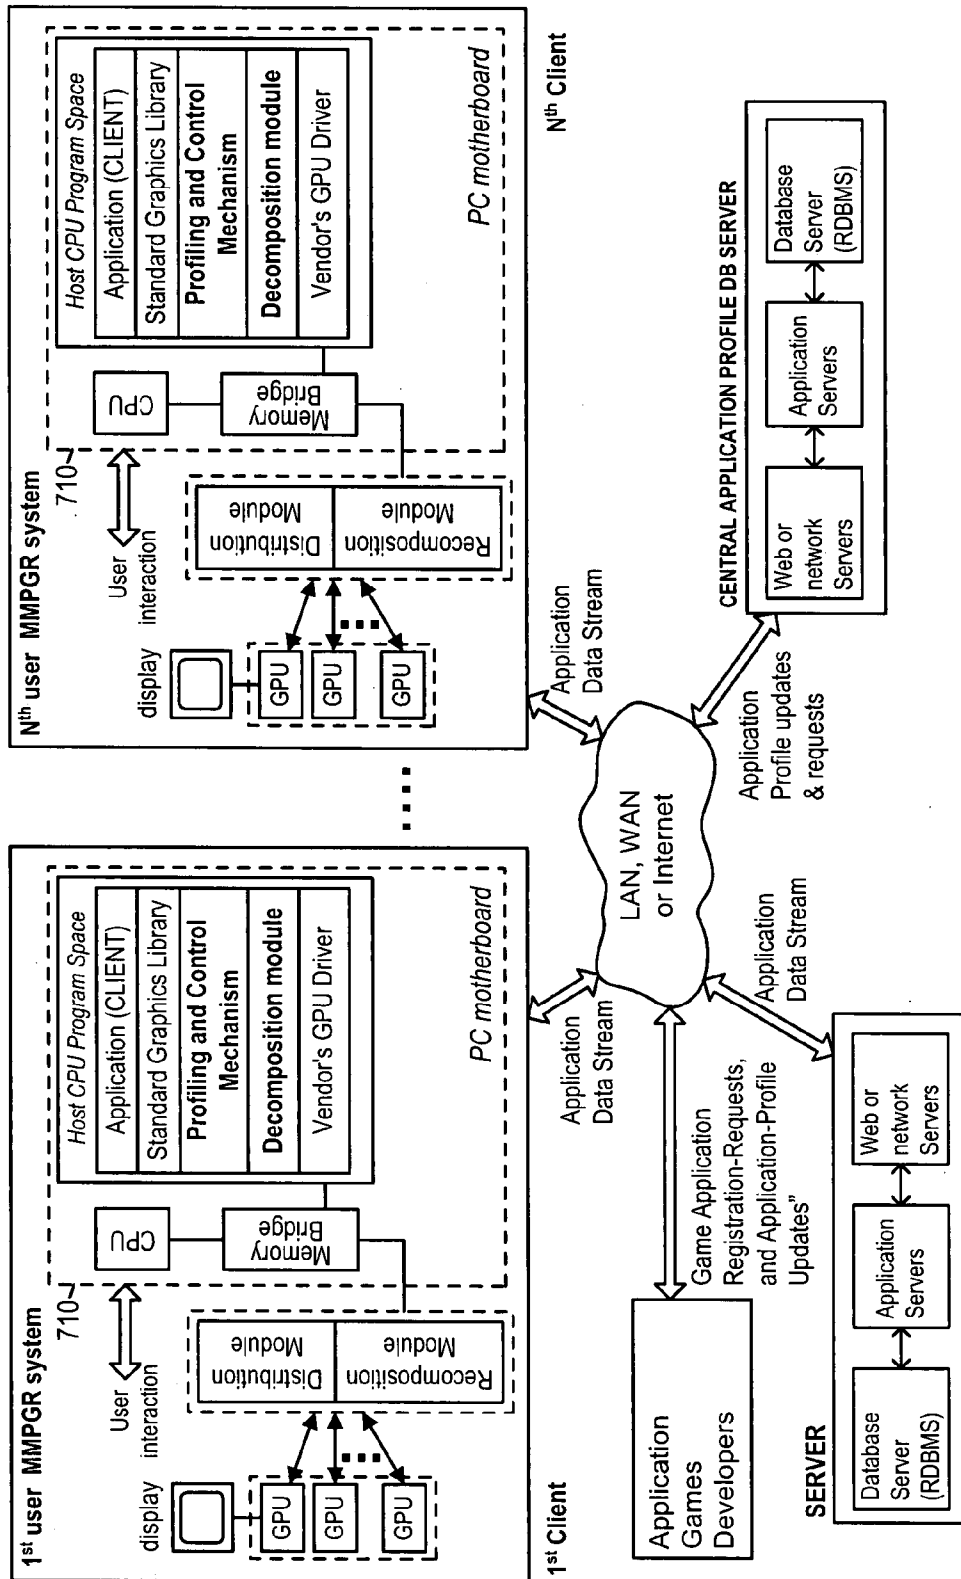 1st user MMPGR system
710
display
User
interaction
GPU
GPU
GPU
Distribution
Module
Recomposition
Module
CPU
Memory
Bridge
Host CPU Program Space
Application (CLIENT)
Standard Graphics Library
Profiling and Control
Mechanism
Decomposition module
Vendor's GPU Driver
PC motherboard
1st Client
Nth user MMPGR system
710
display
User
interaction
GPU
GPU
GPU
Distribution
Module
Recomposition
Module
CPU
Memory
Bridge
Host CPU Program Space
Application (CLIENT)
Standard Graphics Library
Profiling and Control
Mechanism
Decomposition module
Vendor's GPU Driver
PC motherboard
Nth Client
Application
Data Stream
Application
Data Stream
LAN, WAN
or Internet
Application
Games
Developers
Game Application
Registration-Requests,
and Application-Profile
Updates"
Application
Data Stream
Application
Profile updates
& requests
SERVER
Database
Server
(RDBMS)
Application
Servers
Web or
network
Servers
CENTRAL APPLICATION PROFILE DB SERVER
Web or
network
Servers
Application
Servers
Database
Server
(RDBMS)